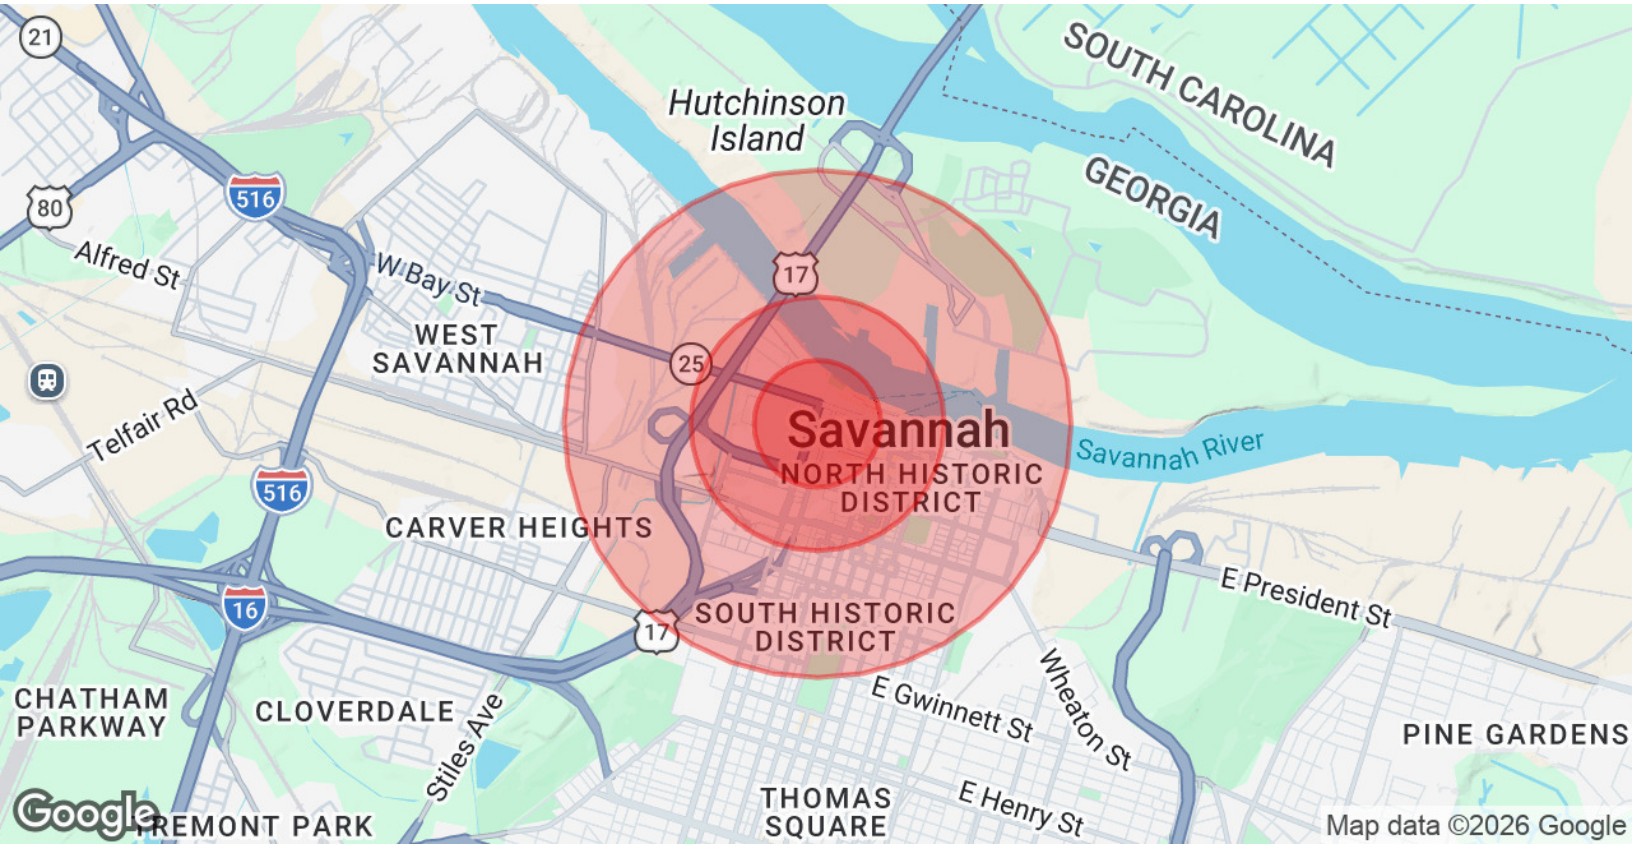 21
SOUTH CAROLINA
Hutchinson
Island
516
80
GEORGIA
Alfred St
W Bay St
17
WEST
SAVANNAH
25
Telfair Rd
Savannah
Savannah River
NORTH HISTORIC
DISTRICT
516
CARVER HEIGHTS
16
E President St
SOUTH HISTORIC
DISTRICT
17
CHATHAM
PARKWAY
CLOVERDALE
Stiles Ave
E Gwinnett St
Wheaton St
PINE GARDENS
THOMAS
SQUARE
E Henry St
Google
TREMONT PARK
Map data ©2026 Google